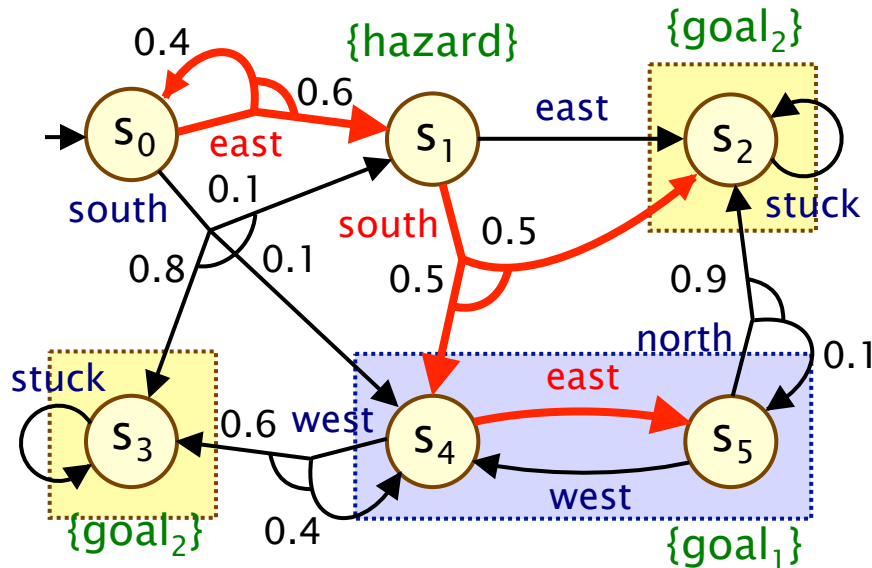 0.4
{hazard}
{goal₂}
0.6
s₀
east
s₁
east
s₂
0.1
south
south
0.5
stuck
0.8
0.1
0.5
0.9
north
0.1
stuck
east
s₃
0.6
west
s₄
s₅
west
0.4
{goal₂}
{goal₁}